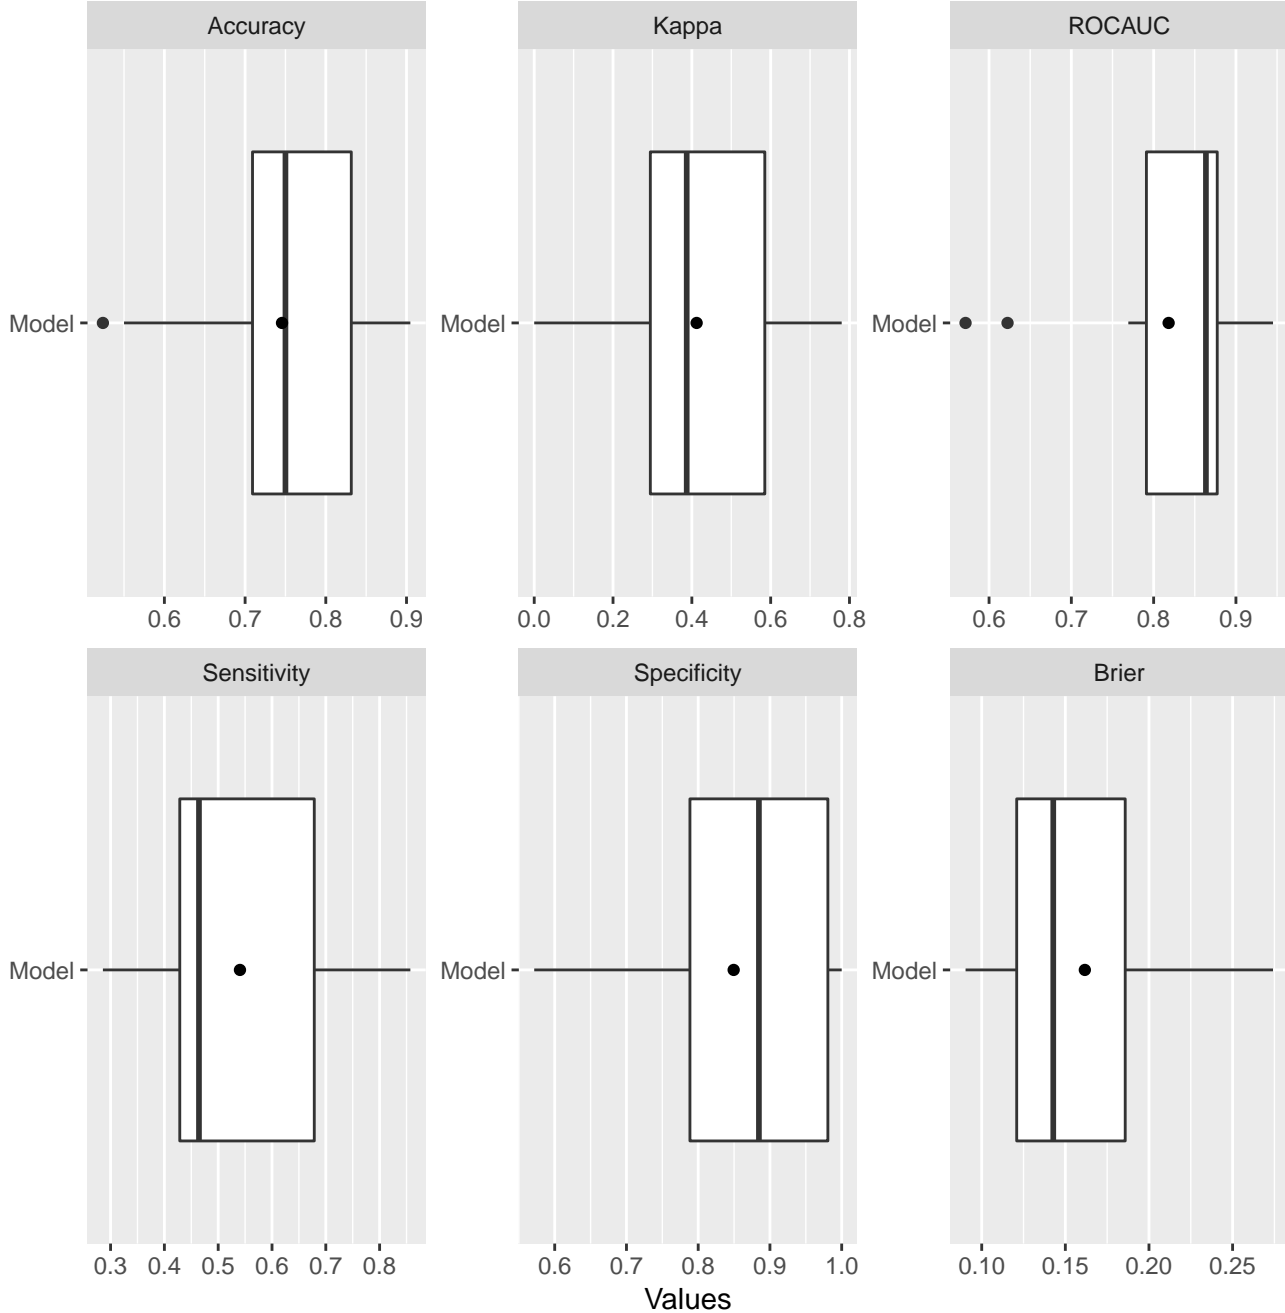 Accuracy Kappa ROCAUC
Model Model Model
0.6 0.7 0.8 0.9 0.0 0.2 0.4 0.6 0.8 0.6 0.7 0.8 0.9
Sensitivity Specificity Brier
Model Model Model
0.3 0.4 0.5 0.6 0.7 0.8 0.6 0.7 0.8 0.9 1.0 0.10 0.15 0.20 0.25
Values